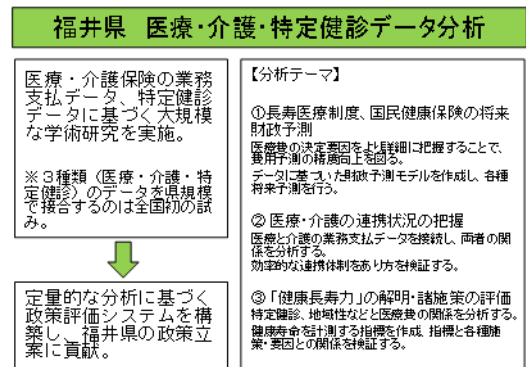 福井県 医療・介護・特定健診データ分析
医療・介護保険の業務
支払データ、特定健診
データに基づく大規模
な学術研究を実施。
※３種類（医療・介護・特
定健診）のデータを県規模
で接合するのは全国初の試
み。
定量的な分析に基づく
政策評価システムを構
築し、福井県の政策立
案に貢献。
【分析テーマ】
①長寿医療制度、国民健康保険の将来
財政予測
医療費の決定要因をより詳細に把握することで、
費用予測の精度向上を図る。
データに基づいた財政予測モデルを作成し、各種
将来予測を行う。
② 医療・介護の連携状況の把握
医療と介護の業務支払データを接続し、両者の関
係を分析する。
効率的な連携体制をあり方を検証する。
③「健康長寿力」の解明・諸施策の評価
特定健診、地域性などと医療費の関係を分析する。
健康寿命を計測する指標を作成、指標と各種施
策・要因との関係を検証する。